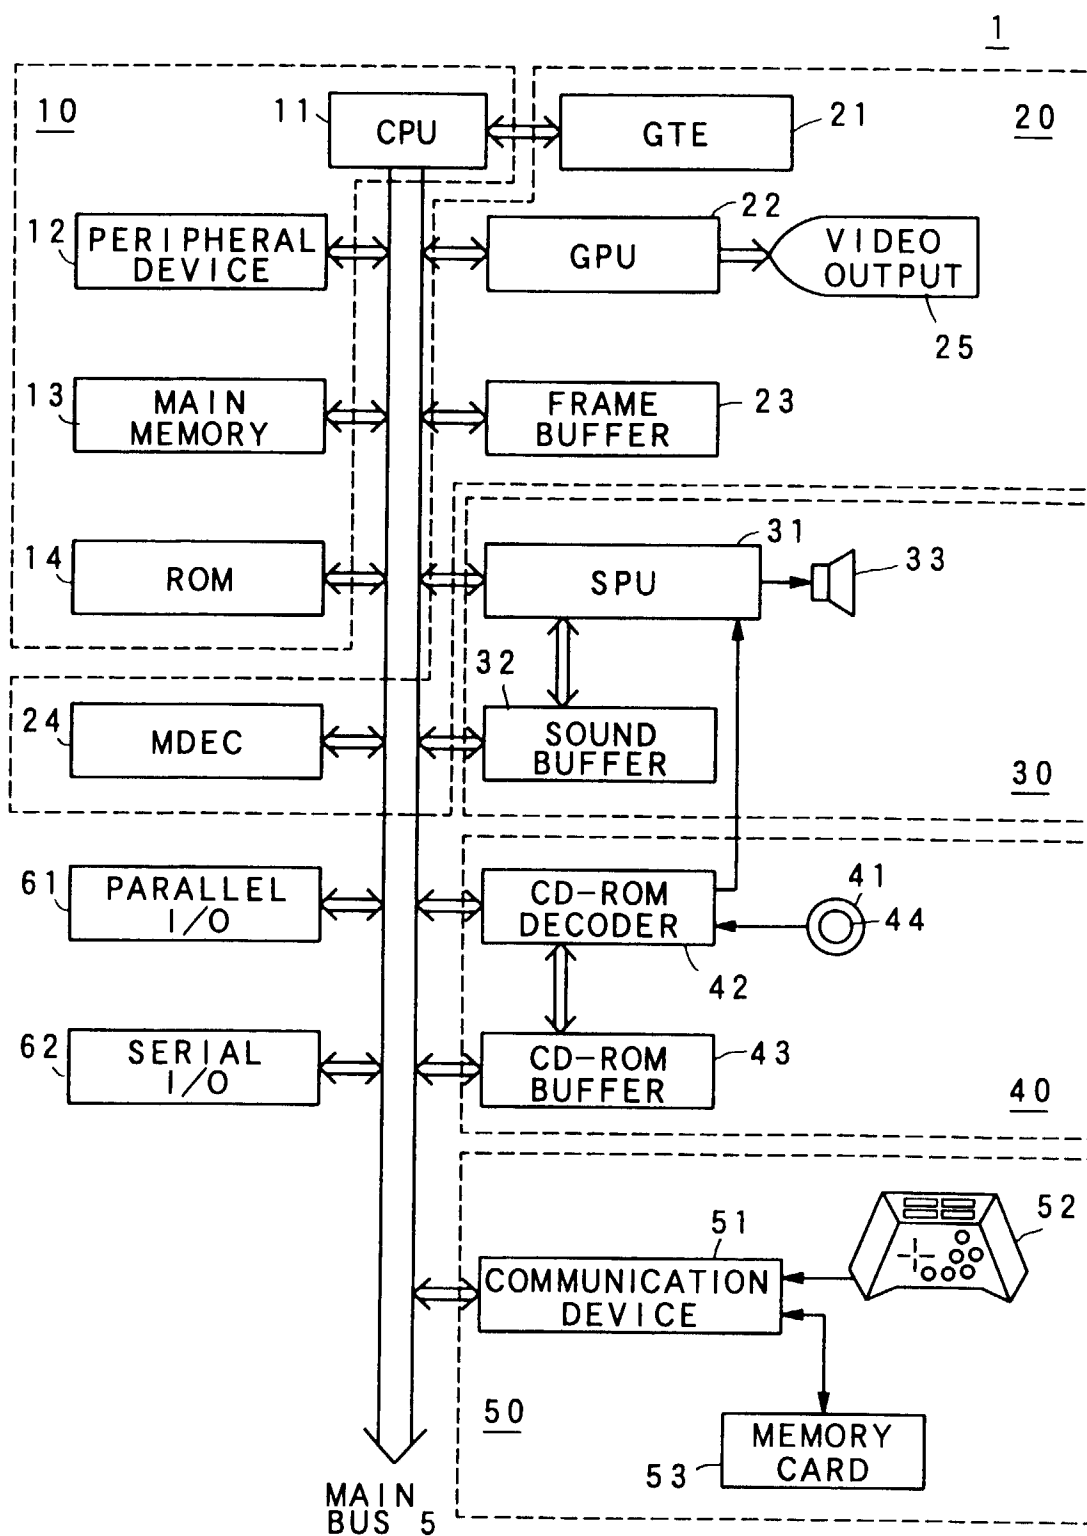 1
10
11
CPU
GTE
21
20
12
PERIPHERAL
DEVICE
22
GPU
VIDEO
OUTPUT
25
13
MAIN
MEMORY
FRAME
BUFFER
23
14
ROM
31
SPU
33
32
24
MDEC
SOUND
BUFFER
30
61
PARALLEL
I/O
CD-ROM
DECODER
41
44
42
62
SERIAL
I/O
CD-ROM
BUFFER
43
40
51
52
COMMUNICATION
DEVICE
50
MEMORY
CARD
53
MAIN
BUS 5